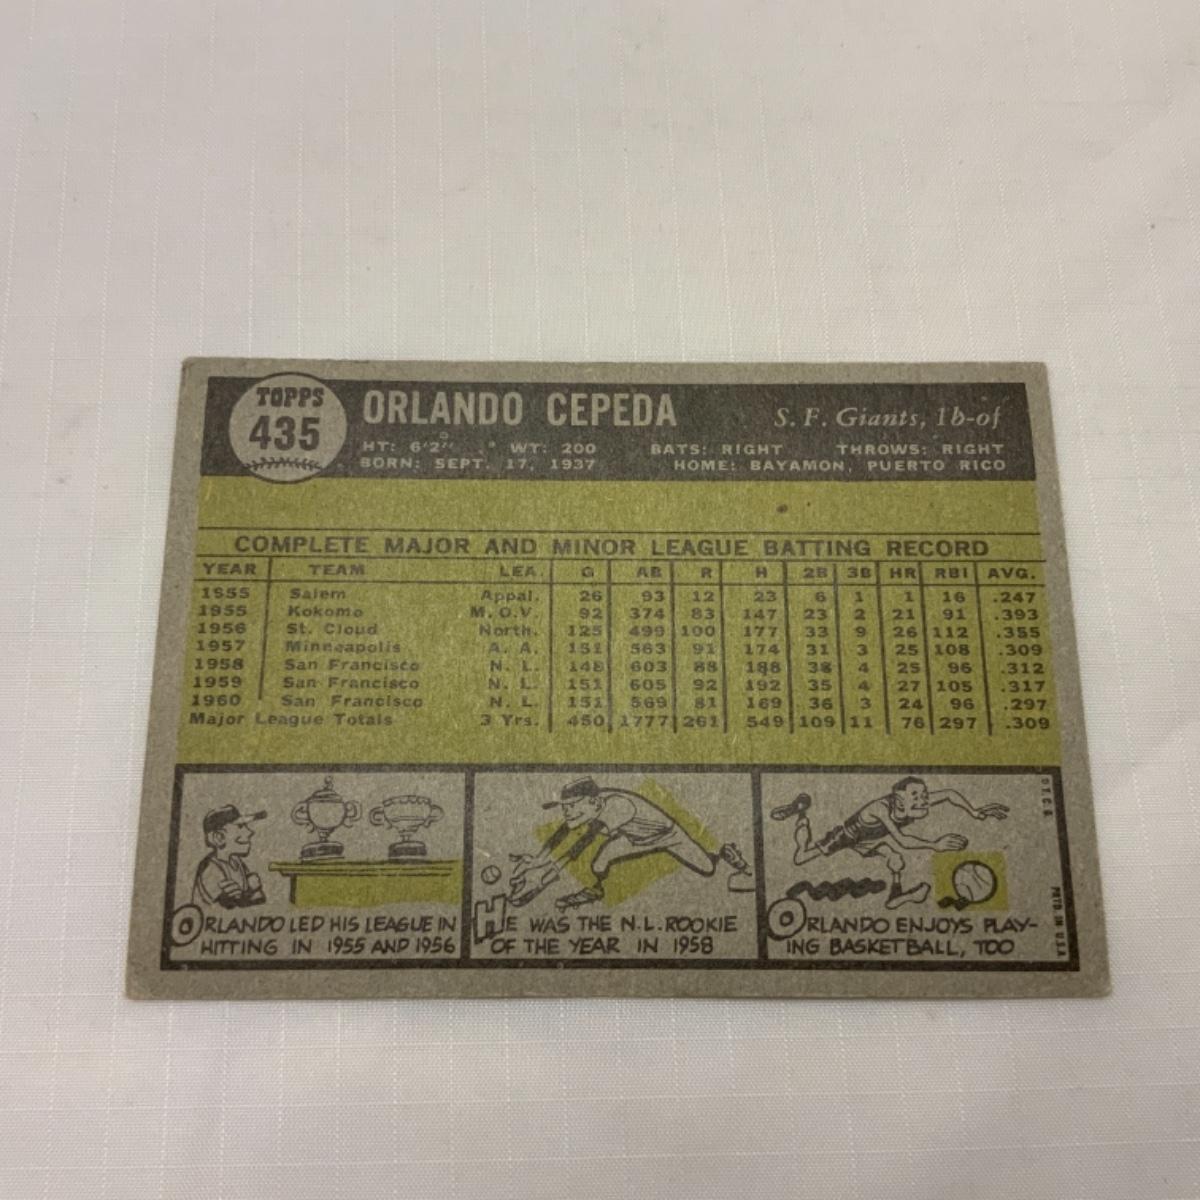 TOPPS
435
ORLANDO CEPEDA
S. F. Giants, 1b-of
HT: 6'2" WT: 200 BATS: RIGHT THROWS: RIGHT
BORN: SEPT. 17, 1937 HOME: BAYAMON, PUERTO RICO
COMPLETE MAJOR AND MINOR LEAGUE BATTING RECORD
YEAR TEAM LEA. G AB R H 2B 3B HR RBI AVG.
1955 Salem Appal. 26 93 12 23 6 1 1 16 .247
1955 Kokomo M. O. V. 92 374 83 147 23 2 21 91 .393
1956 St. Cloud North. 125 499 100 177 33 9 26 112 .355
1957 Minneapolis A. A. 151 563 91 174 31 3 25 108 .309
1958 San Francisco N. L. 148 603 88 188 38 4 25 96 .312
1959 San Francisco N. L. 151 605 92 192 35 4 27 105 .317
1960 San Francisco N. L. 151 569 81 169 36 3 24 96 .297
Major League Totals 3 Yrs. 450 1777 261 549 109 11 76 297 .309
ORLANDO LED HIS LEAGUE IN
HITTING IN 1955 AND 1956
HE WAS THE N.L. ROOKIE
OF THE YEAR IN 1958
ORLANDO ENJOYS PLAY-
ING BASKETBALL, TOO
©T.C.G.
PRTD. IN U.S.A.